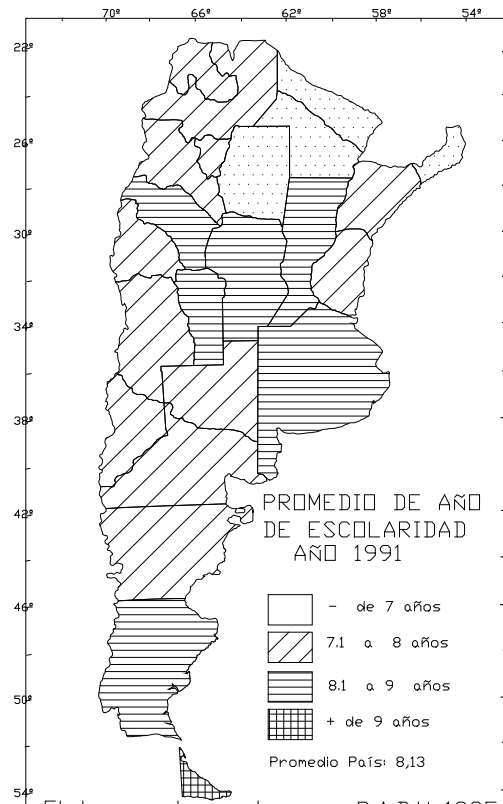 70º 66º 62º 58º 54º
22º
26º
30º
34º
38º
42º
46º
50º
54º
PROMEDIO DE AÑO
DE ESCOLARIDAD
AÑO 1991
- de 7 años
7.1 a 8 años
8.1 a 9 años
+ de 9 años
Promedio País: 8,13